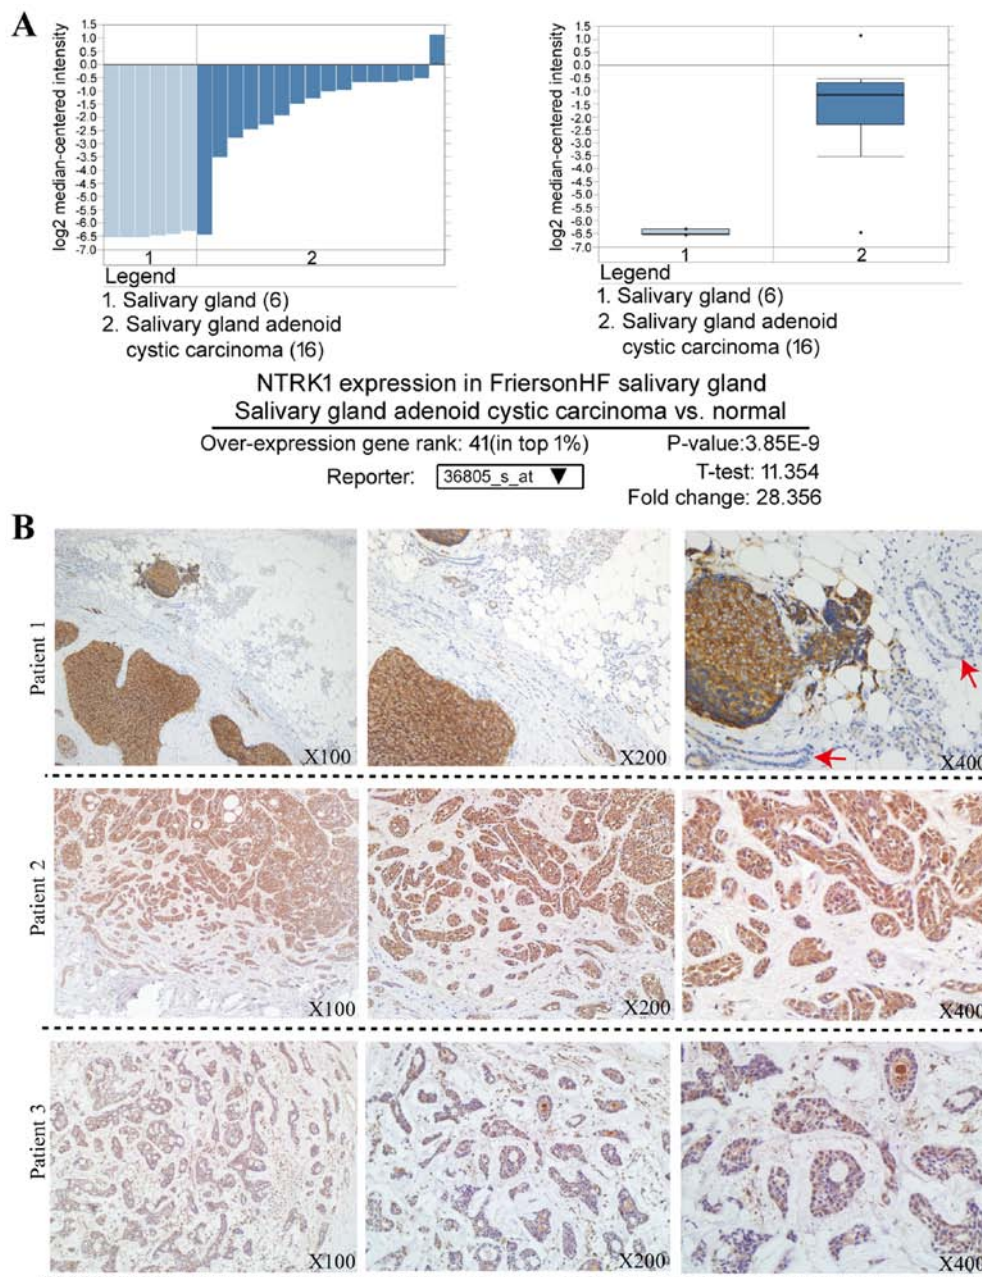 A
log2 median-centered intensity
1.5
1.0
0.5
0.0
-0.5
-1.0
-1.5
-2.0
-2.5
-3.0
-3.5
-4.0
-4.5
-5.0
-5.5
-6.0
-6.5
-7.0
1
2
Legend
1. Salivary gland (6)
2. Salivary gland adenoid
cystic carcinoma (16)
log2 median-centered intensity
1.5
1.0
0.5
0.0
-0.5
-1.0
-1.5
-2.0
-2.5
-3.0
-3.5
-4.0
-4.5
-5.0
-5.5
-6.0
-6.5
-7.0
1
2
Legend
1. Salivary gland (6)
2. Salivary gland adenoid
cystic carcinoma (16)
NTRK1 expression in FriersonHF salivary gland
Salivary gland adenoid cystic carcinoma vs. normal
Over-expression gene rank: 41(in top 1%)
P-value:3.85E-9
Reporter: 36805_s_at
T-test: 11.354
Fold change: 28.356
B
Patient 1
X100
X200
X400
Patient 2
X100
X200
X400
Patient 3
X100
X200
X400